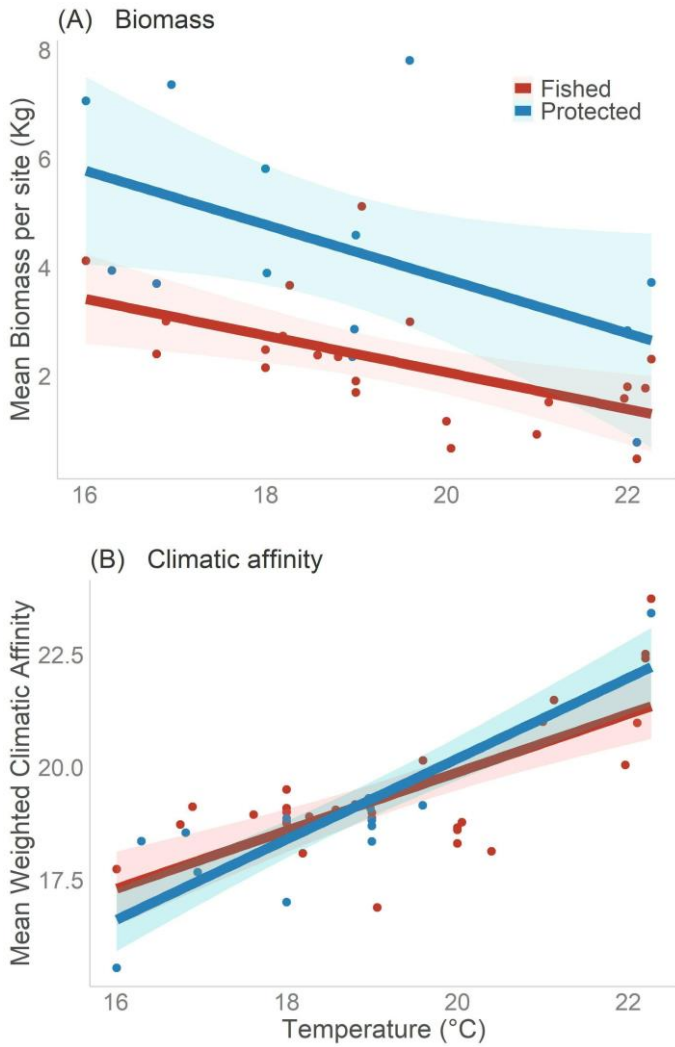 (A) Biomass
8
6
4
2
Mean Biomass per site (Kg)
Fished
Protected
16 18 20 22
(B) Climatic affinity
22.5
20.0
17.5
Mean Weighted Climatic Affinity
16 18 20 22
Temperature (°C)